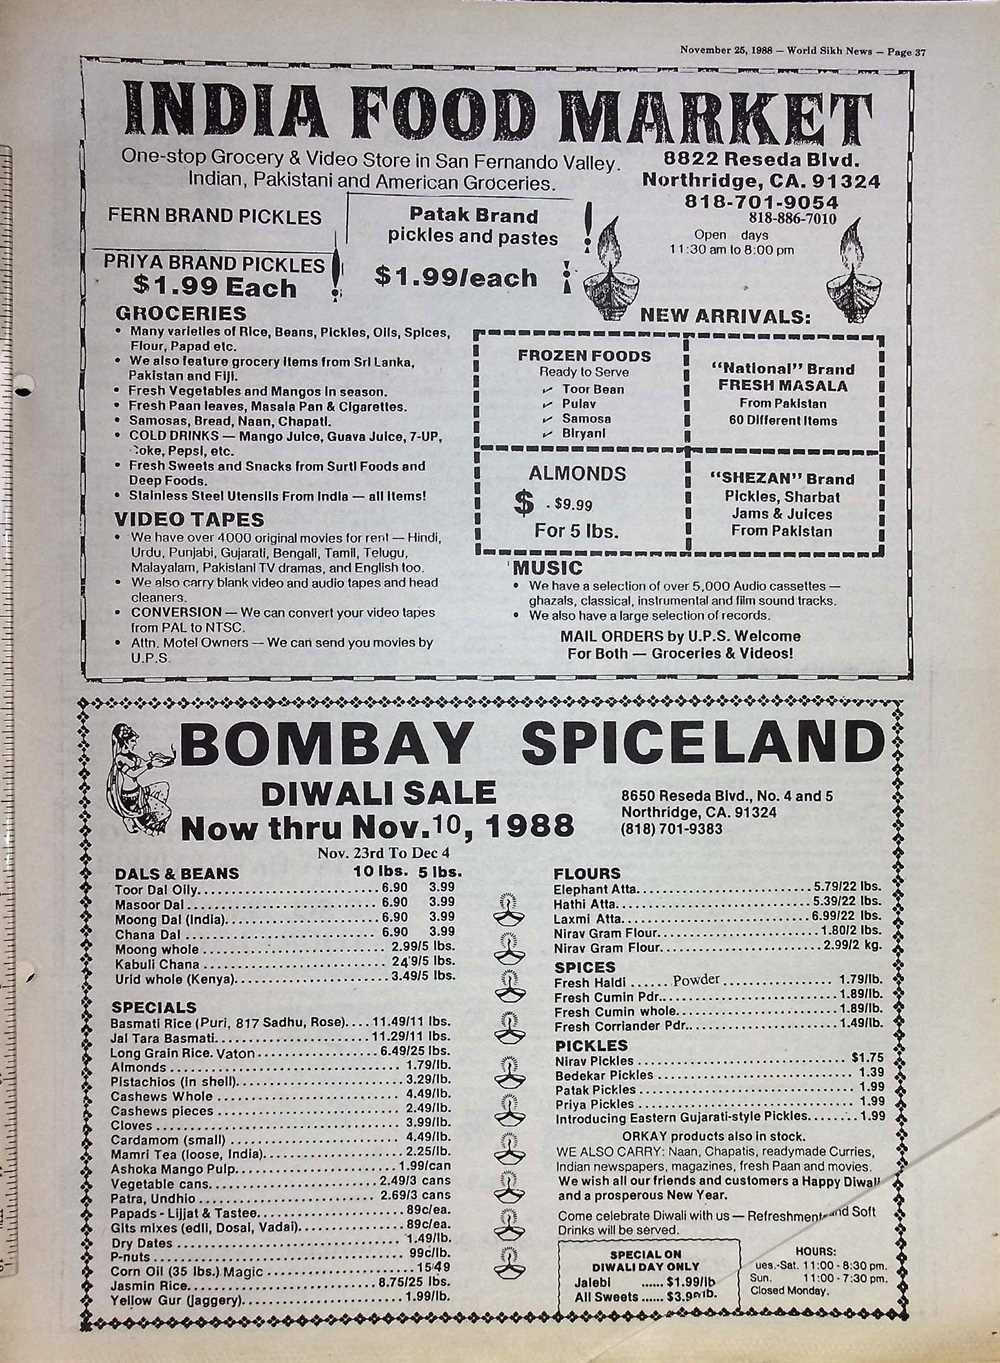 November 25, 1988 — World Sikh News — Page 37
INDIA FOOD MARKET
One-stop Grocery & Video Store in San Fernando Valley.
Indian, Pakistani and American Groceries.
8822 Reseda Blvd.
Northridge, CA. 91324
818-701-9054
818-886-7010
Open days
11:30 am to 8:00 pm
FERN BRAND PICKLES
PRIYA BRAND PICKLES
$1.99 Each
Patak Brand
pickles and pastes
$1.99/each
GROCERIES
• Many varieties of Rice, Beans, Pickles, Oils, Spices,
Flour, Papad etc.
• We also feature grocery items from Sri Lanka,
Pakistan and Fiji.
• Fresh Vegetables and Mangos in season.
• Fresh Paan leaves, Masala Pan & Cigarettes.
• Samosas, Bread, Naan, Chapati.
• COLD DRINKS — Mango Juice, Guava Juice, 7-UP,
Coke, Pepsi, etc.
• Fresh Sweets and Snacks from Surti Foods and
Deep Foods.
• Stainless Steel Utensils From India — all items!
VIDEO TAPES
• We have over 4000 original movies for rent — Hindi,
Urdu, Punjabi, Gujarati, Bengali, Tamil, Telugu,
Malayalam, Pakistani TV dramas, and English too.
• We also carry blank video and audio tapes and head
cleaners.
• CONVERSION — We can convert your video tapes
from PAL to NTSC.
• Attn. Motel Owners — We can send you movies by
U.P.S.
NEW ARRIVALS:
FROZEN FOODS
Ready to Serve
✓ Toor Bean
✓ Pulav
✓ Samosa
✓ Biryani
"National" Brand
FRESH MASALA
From Pakistan
60 Different Items
ALMONDS
$ . $9.99
For 5 lbs.
"SHEZAN" Brand
Pickles, Sharbat
Jams & Juices
From Pakistan
MUSIC
• We have a selection of over 5,000 Audio cassettes —
ghazals, classical, instrumental and film sound tracks.
• We also have a large selection of records.
MAIL ORDERS by U.P.S. Welcome
For Both — Groceries & Videos!
BOMBAY SPICELAND
DIWALI SALE
Now thru Nov. 10, 1988
Nov. 23rd To Dec 4
8650 Reseda Blvd., No. 4 and 5
Northridge, CA. 91324
(818) 701-9383
DALS & BEANS 10 lbs. 5 lbs.
Toor Dal Oily 6.90 3.99
Masoor Dal 6.90 3.99
Moong Dal (India) 6.90 3.99
Chana Dal 6.90 3.99
Moong whole 2.99/5 lbs.
Kabuli Chana /5 lbs.
Urid whole (Kenya) 3.49/5 lbs.
SPECIALS
Basmati Rice (Puri, 817 Sadhu, Rose) 11.49/11 lbs.
Jal Tara Basmati 11.29/11 lbs.
Long Grain Rice. Vaton 6.49/25 lbs.
Almonds 1.79/lb.
Pistachios (in shell) 3.29/lb.
Cashews Whole 4.49/lb.
Cashews pieces 2.49/lb.
Cloves 3.99/lb.
Cardamom (small) 4.49/lb.
Mamri Tea (loose, India) 2.25/lb.
Ashoka Mango Pulp 1.99/can
Vegetable cans 2.49/3 cans
Patra, Undhio 2.69/3 cans
Papads - Lijjat & Tastee 89c/ea.
Gits mixes (edli, Dosai, Vadai) 89c/ea.
Dry Dates 1.49/lb.
P-nuts 99c/lb.
Corn Oil (35 lbs.) Magic 15 49
Jasmin Rice 8.75/25 lbs.
Yellow Gur (Jaggery) 1.99/lb.
FLOURS
Elephant Atta 5.79/22 lbs.
Hathi Atta 5.39/22 lbs.
Laxmi Atta 6.99/22 lbs.
Nirav Gram Flour 1.80/2 lbs.
Nirav Gram Flour 2.99/2 kg.
SPICES
Fresh Haldi Powder 1.79/lb.
Fresh Cumin Pdr. 1.89/lb.
Fresh Cumin whole 1.89/lb.
Fresh Corriander Pdr. 1.49/lb.
PICKLES
Nirav Pickles $1.75
Bedekar Pickles 1.39
Patak Pickles 1.99
Priya Pickles 1.99
Introducing Eastern Gujarati-style Pickles 1.99
ORKAY products also in stock.
WE ALSO CARRY: Naan, Chapatis, readymade Curries,
Indian newspapers, magazines, fresh Paan and movies.
We wish all our friends and customers a Happy Diwali
and a prosperous New Year.
Come celebrate Diwali with us — Refreshment and Soft
Drinks will be served.
SPECIAL ON
DIWALI DAY ONLY
Jalebi ...... $1.99/lb
All Sweets ...... $3.99/lb.
HOURS:
ues.-Sat. 11:00 - 8:30 pm.
Sun. 11:00 - 7:30 pm.
Closed Monday.